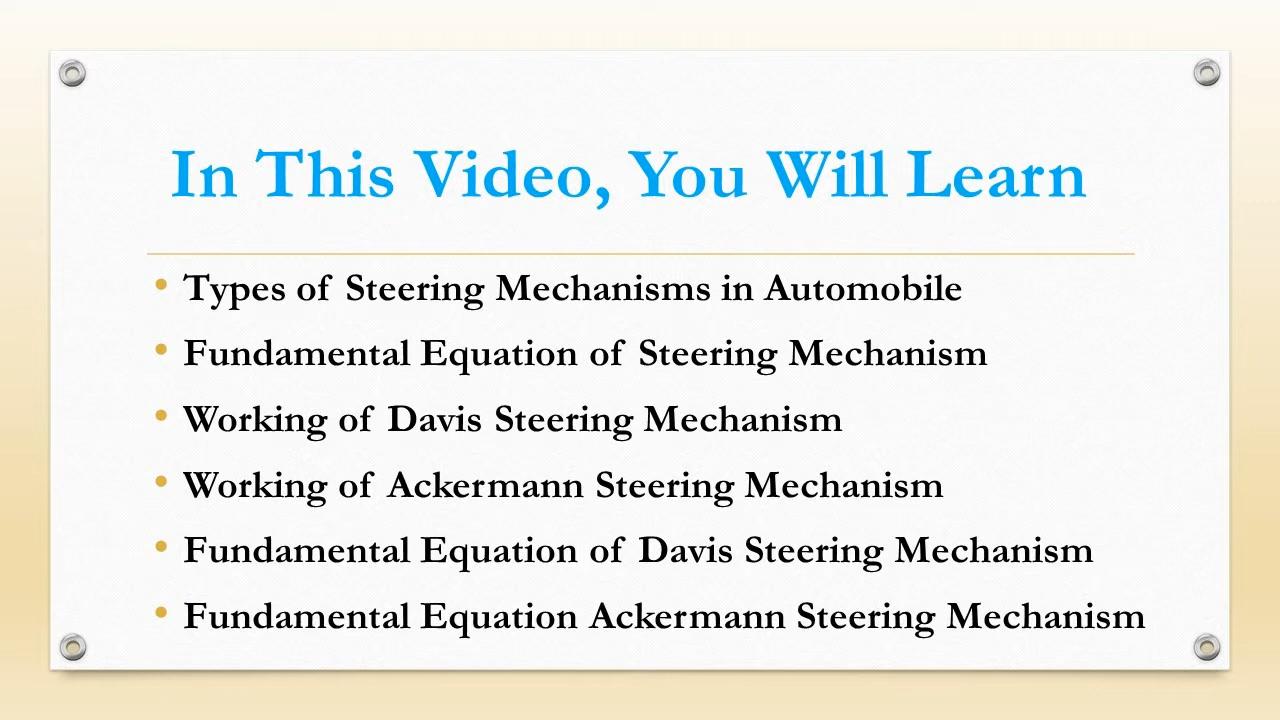 In This Video, You Will Learn
• Types of Steering Mechanisms in Automobile
• Fundamental Equation of Steering Mechanism
• Working of Davis Steering Mechanism
• Working of Ackermann Steering Mechanism
• Fundamental Equation of Davis Steering Mechanism
• Fundamental Equation Ackermann Steering Mechanism